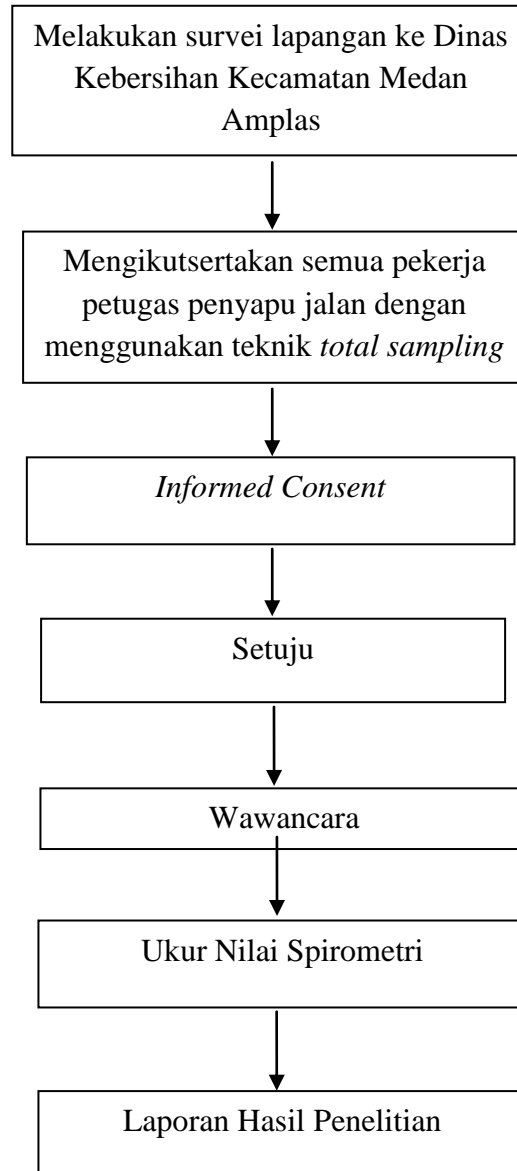 Melakukan survei lapangan ke Dinas
Kebersihan Kecamatan Medan
Amplas
Mengikutsertakan semua pekerja
petugas penyapu jalan dengan
menggunakan teknik total sampling
Informed Consent
Setuju
Wawancara
Ukur Nilai Spirometri
Laporan Hasil Penelitian